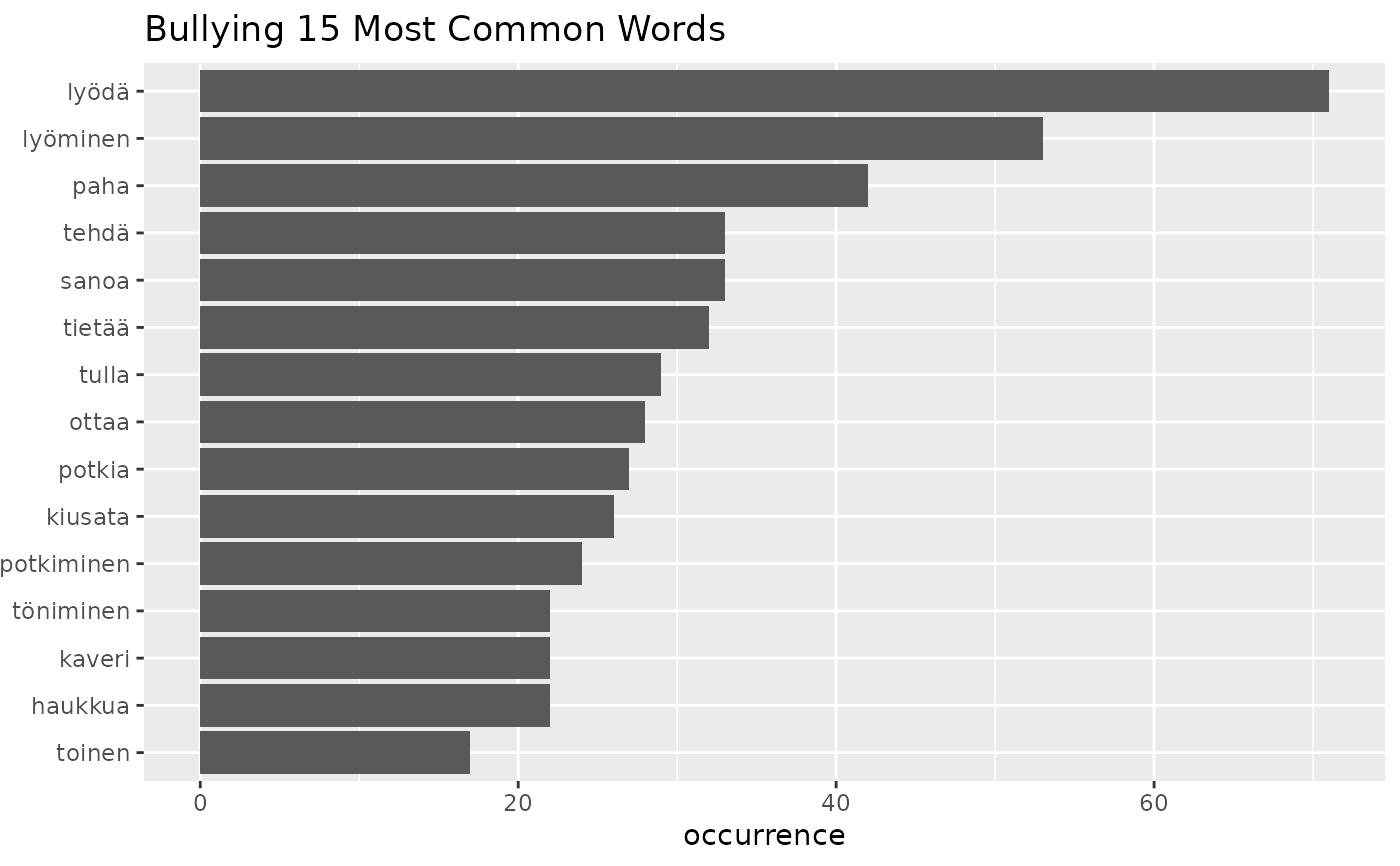 Bullying 15 Most Common Words
lyödä
lyöminen
paha
tehdä
sanoa
tietää
tulla
ottaa
potkia
kiusata
potkiminen
töniminen
kaveri
haukkua
toinen
0 20 40 60
occurrence